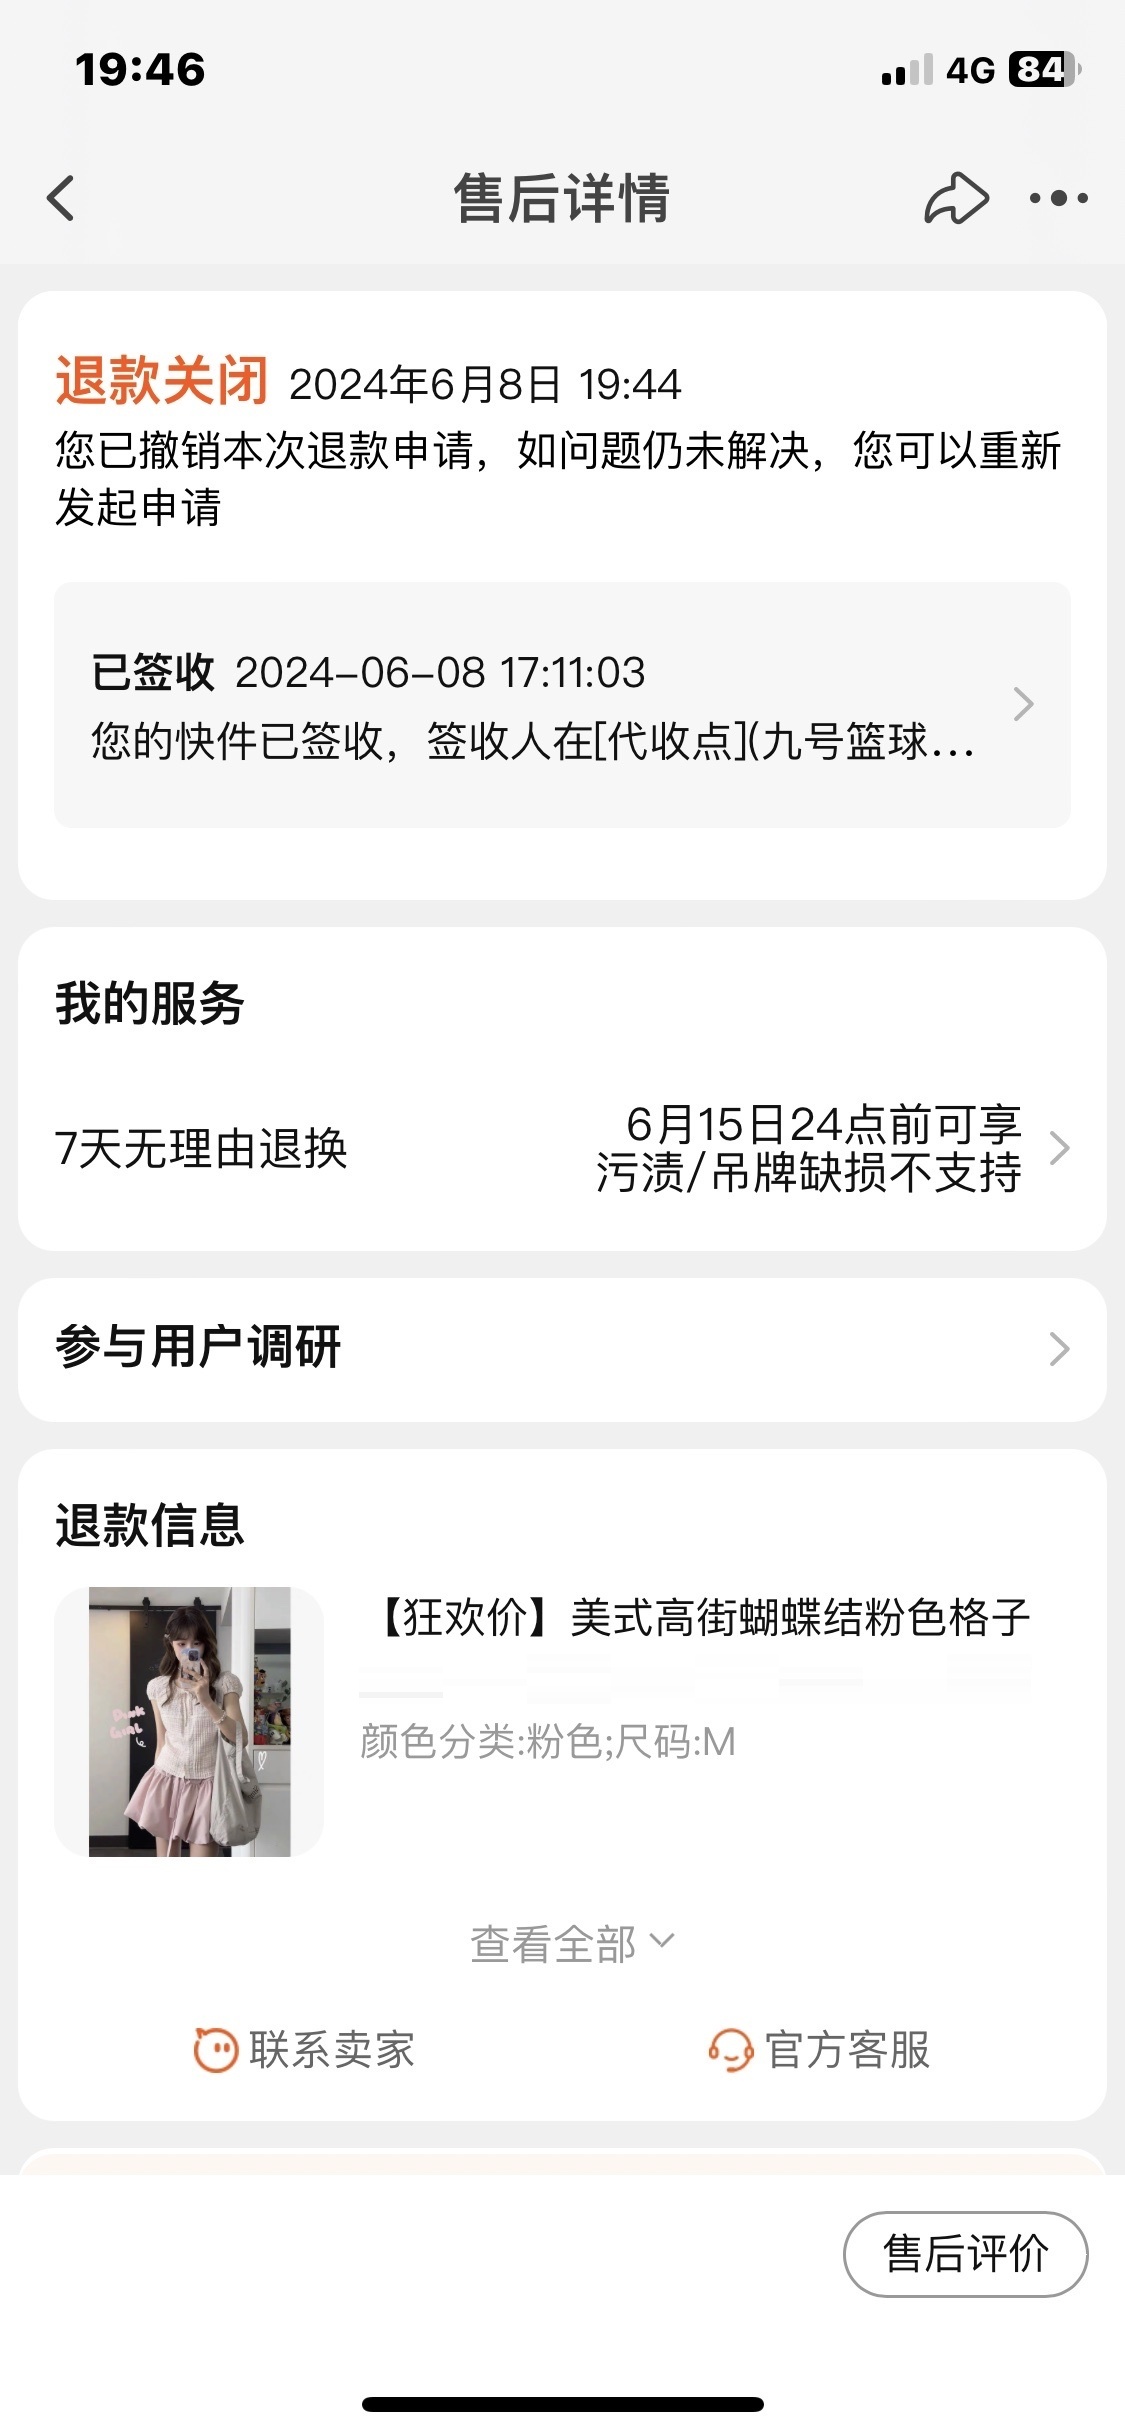 19:46
4G 84
售后详情
退款关闭 2024年6月8日 19:44
您已撤销本次退款申请，如问题仍未解决，您可以重新
发起申请
已签收 2024-06-08 17:11:03
您的快件已签收，签收人在[代收点](九号篮球...
我的服务
7天无理由退换
6月15日24点前可享
污渍/吊牌缺损不支持
参与用户调研
退款信息
【狂欢价】美式高街蝴蝶结粉色格子
颜色分类:粉色;尺码:M
查看全部
联系卖家
官方客服
售后评价